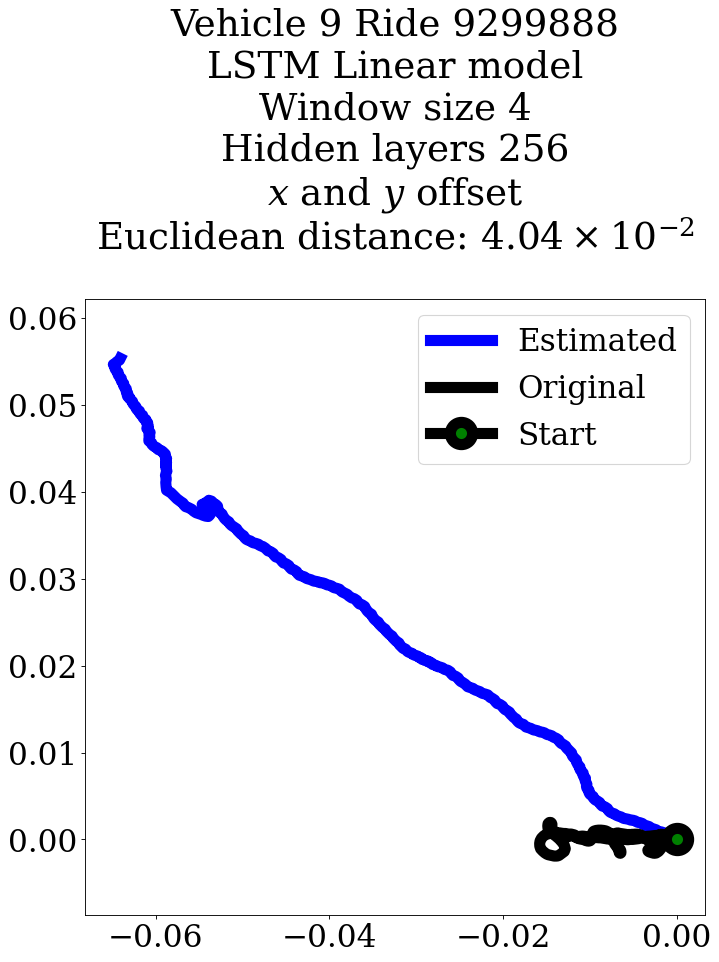 Vehicle 9 Ride 9299888
LSTM Linear model
Window size 4
Hidden layers 256
x and y offset
Euclidean distance: 4.04 × 10⁻²
Estimated
Original
Start
0.06
0.05
0.04
0.03
0.02
0.01
0.00
−0.06 −0.04 −0.02 0.00